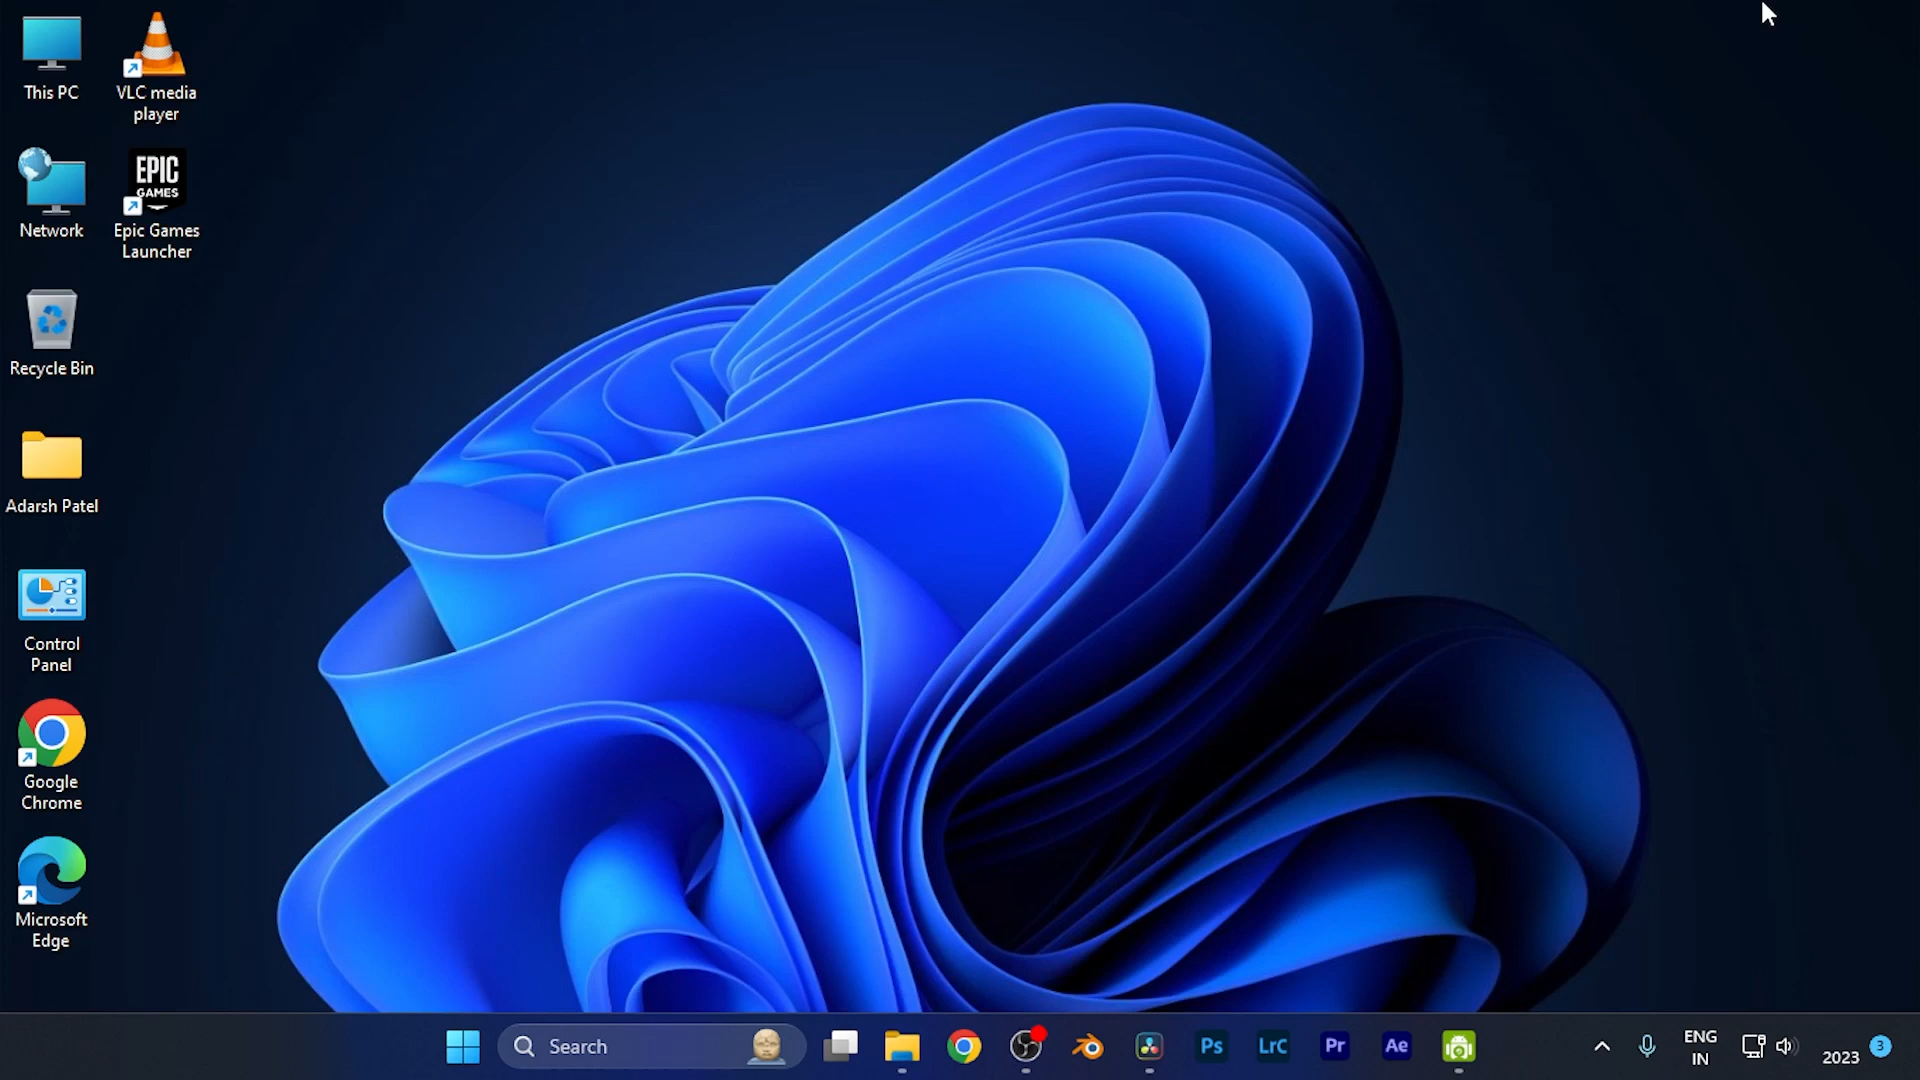 This PC
VLC media
player
EPIC
GAMES
Network
Epic Games
Launcher
Recycle Bin
Adarsh Patel
Control
Panel
Google
Chrome
Microsoft
Edge
Search
Ps
LrC
Pr
Ae
ENG
IN
2023
3